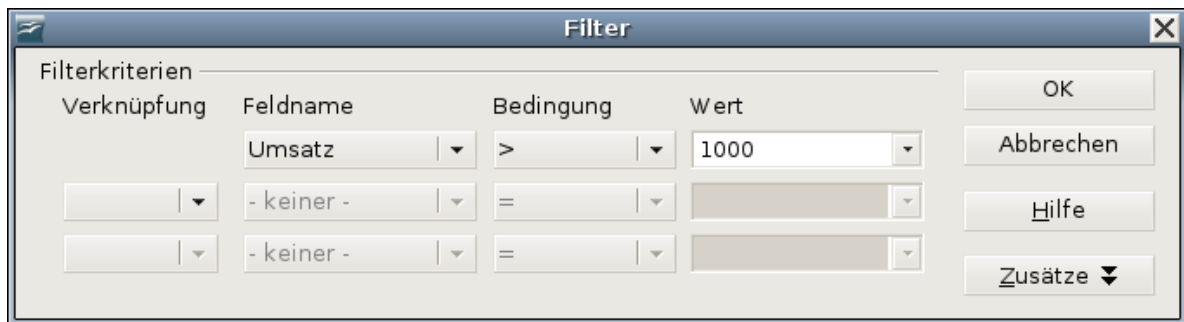 Filter
Filterkriterien
Verknüpfung Feldname Bedingung Wert
Umsatz > 1000
- keiner - =
- keiner - =
OK
Abbrechen
Hilfe
Zusätze